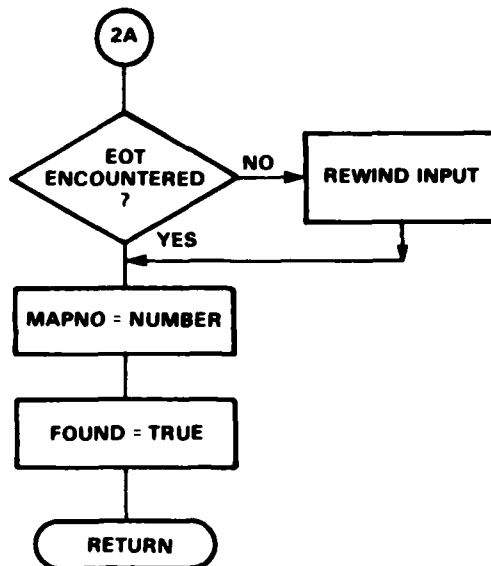 2A
EOT
ENCOUNTERED
?
NO
REWIND INPUT
YES
MAPNO = NUMBER
FOUND = TRUE
RETURN